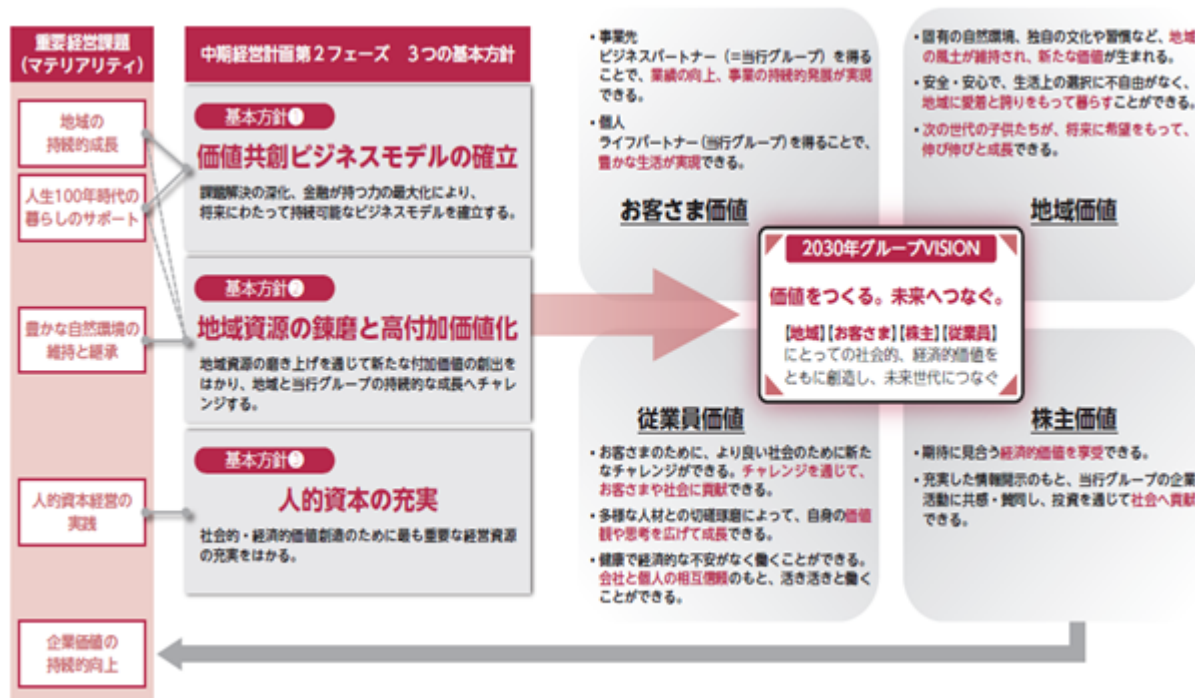 重要経営課題
(マテリアリティ)
地域の
持続的成長
人生100年時代の
暮らしのサポート
豊かな自然環境の
維持と継承
人的資本経営の
実践
企業価値の
持続的向上
中期経営計画第2フェーズ 3つの基本方針
基本方針❶
価値共創ビジネスモデルの確立
課題解決の深化、金融が持つ力の最大化により、
将来にわたって持続可能なビジネスモデルを確立する。
基本方針❷
地域資源の錬磨と高付加価値化
地域資源の磨き上げを通じて新たな付加価値の創出を
はかり、地域と当行グループの持続的な成長へチャレ
ンジする。
基本方針❸
人的資本の充実
社会的・経済的価値創造のために最も重要な経営資源
の充実をはかる。
・事業先
ビジネスパートナー(=当行グループ)を得る
ことで、業績の向上、事業の持続的発展が実現
できる。
・個人
ライフパートナー(当行グループ)を得ることで、
豊かな生活が実現できる。
お客さま価値
・固有の自然環境、独自の文化や習慣など、地域
の風土が維持され、新たな価値が生まれる。
・安全・安心で、生活上の選択に不自由がなく、
地域に愛着と誇りをもって暮らすことができる。
・次の世代の子供たちが、将来に希望をもって、
伸び伸びと成長できる。
地域価値
2030年グループVISION
価値をつくる。未来へつなぐ。
【地域】【お客さま】【株主】【従業員】
にとっての社会的、経済的価値を
ともに創造し、未来世代につなぐ
従業員価値
・お客さまのために、より良い社会のために新た
なチャレンジができる。チャレンジを通じて、
お客さまや社会に貢献できる。
・多様な人材との切磋琢磨によって、自身の価値
観や思考を広げて成長できる。
・健康で経済的な不安がなく働くことができる。
会社と個人の相互信頼のもと、活き活きと働く
ことができる。
株主価値
・期待に見合う経済的価値を享受できる。
・充実した情報開示のもと、当行グループの企業
活動に共感・賛同し、投資を通じて社会へ貢献
できる。